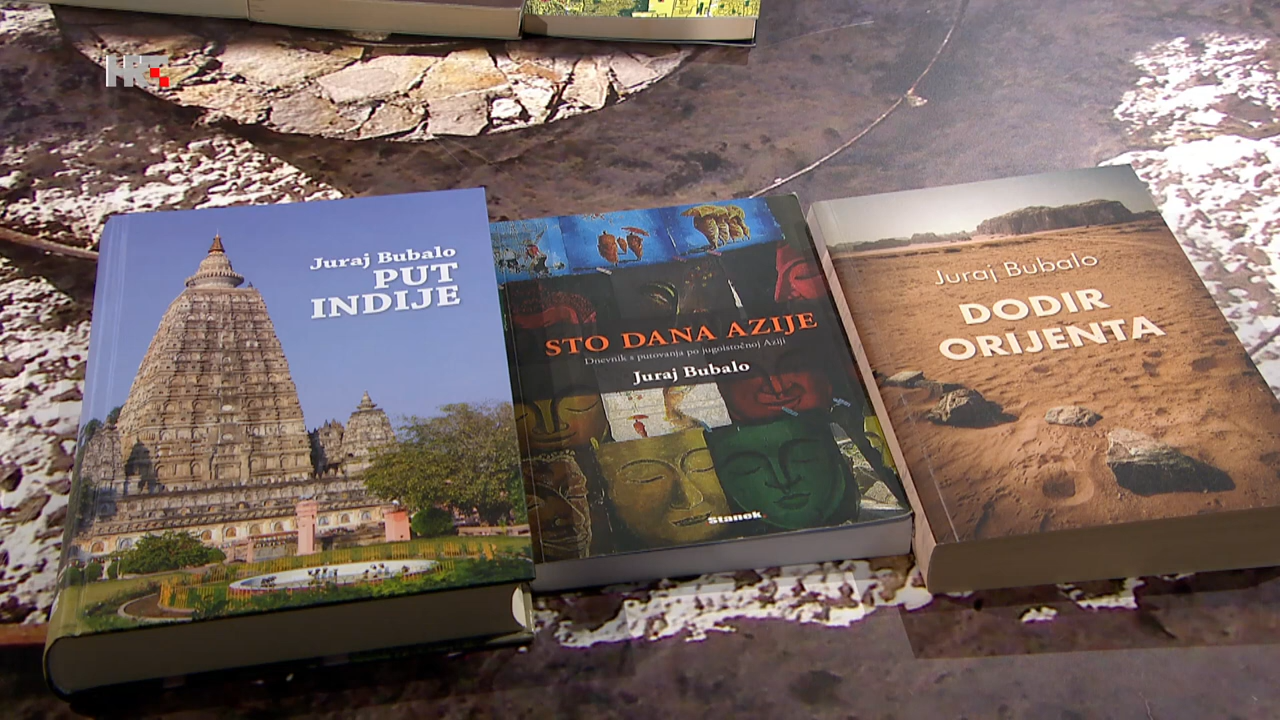 HRT
Juraj Bubalo
PUT
INDIJE
STO DANA AZIJE
Dnevnik s putovanja po jugoistočnoj Aziji
Juraj Bubalo
Stanek
Juraj Bubalo
DODIR
ORIJENTA